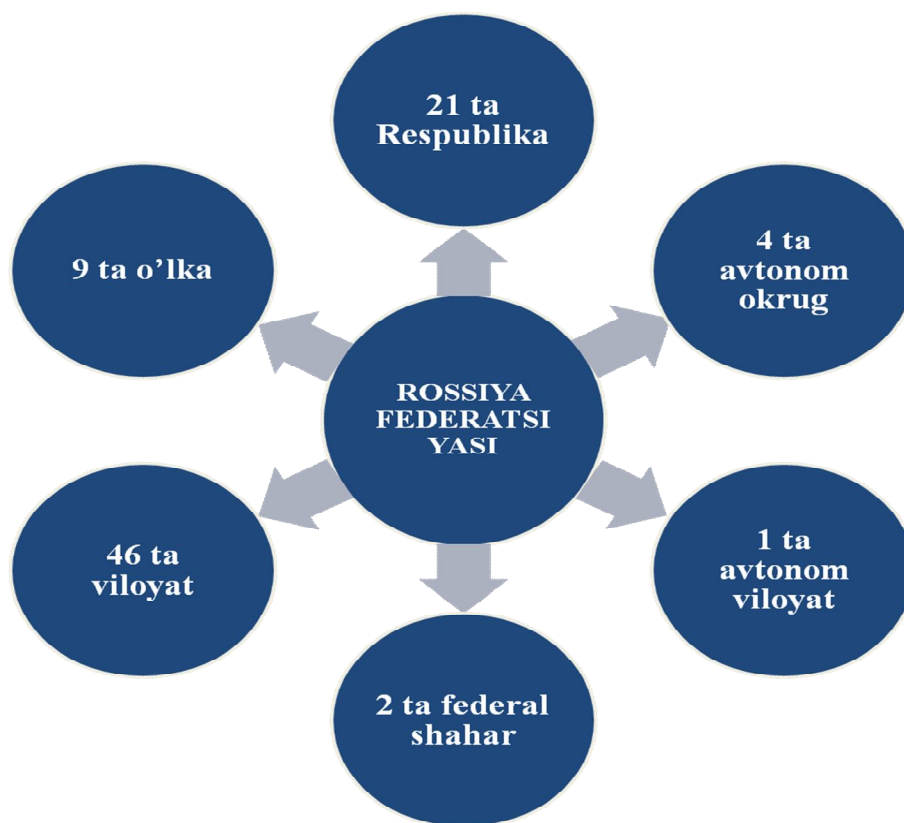 21 ta
Respublika
9 ta o’lka
4 ta
avtonom
okrug
ROSSIYA
FEDERATSI
YASI
46 ta
viloyat
1 ta
avtonom
viloyat
2 ta federal
shahar